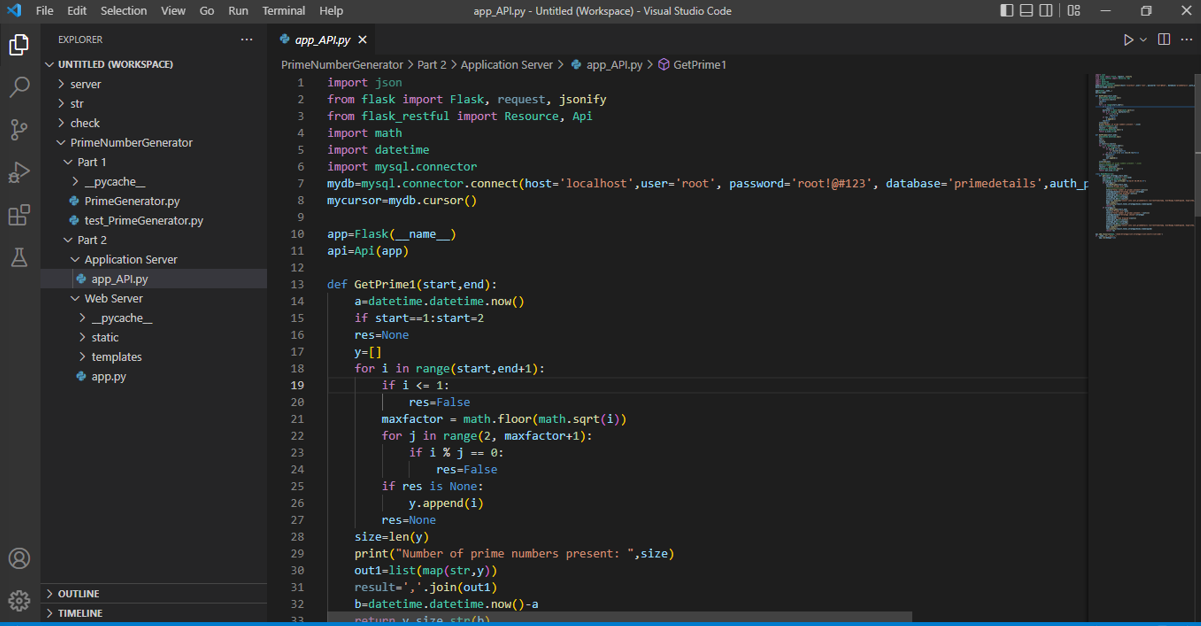 File Edit Selection View Go Run Terminal Help
app_API.py - Untitled (Workspace) - Visual Studio Code
EXPLORER
UNTITLED (WORKSPACE)
server
str
check
PrimeNumberGenerator
Part 1
__pycache__
PrimeGenerator.py
test_PrimeGenerator.py
Part 2
Application Server
app_API.py
Web Server
__pycache__
static
templates
app.py
OUTLINE
TIMELINE
app_API.py
PrimeNumberGenerator > Part 2 > Application Server > app_API.py > GetPrime1
1 import json
2 from flask import Flask, request, jsonify
3 from flask_restful import Resource, Api
4 import math
5 import datetime
6 import mysql.connector
7 mydb=mysql.connector.connect(host='localhost',user='root', password='root!@#123', database='primedetails',auth_p
8 mycursor=mydb.cursor()
9
10 app=Flask(__name__)
11 api=Api(app)
12
13 def GetPrime1(start,end):
14     a=datetime.datetime.now()
15     if start==1:start=2
16     res=None
17     y=[]
18     for i in range(start,end+1):
19         if i <= 1:
20             res=False
21         maxfactor = math.floor(math.sqrt(i))
22         for j in range(2, maxfactor+1):
23             if i % j == 0:
24                 res=False
25         if res is None:
26             y.append(i)
27         res=None
28     size=len(y)
29     print("Number of prime numbers present: ",size)
30     out1=list(map(str,y))
31     result=','.join(out1)
32     b=datetime.datetime.now()-a
33     return y,size,str(b)